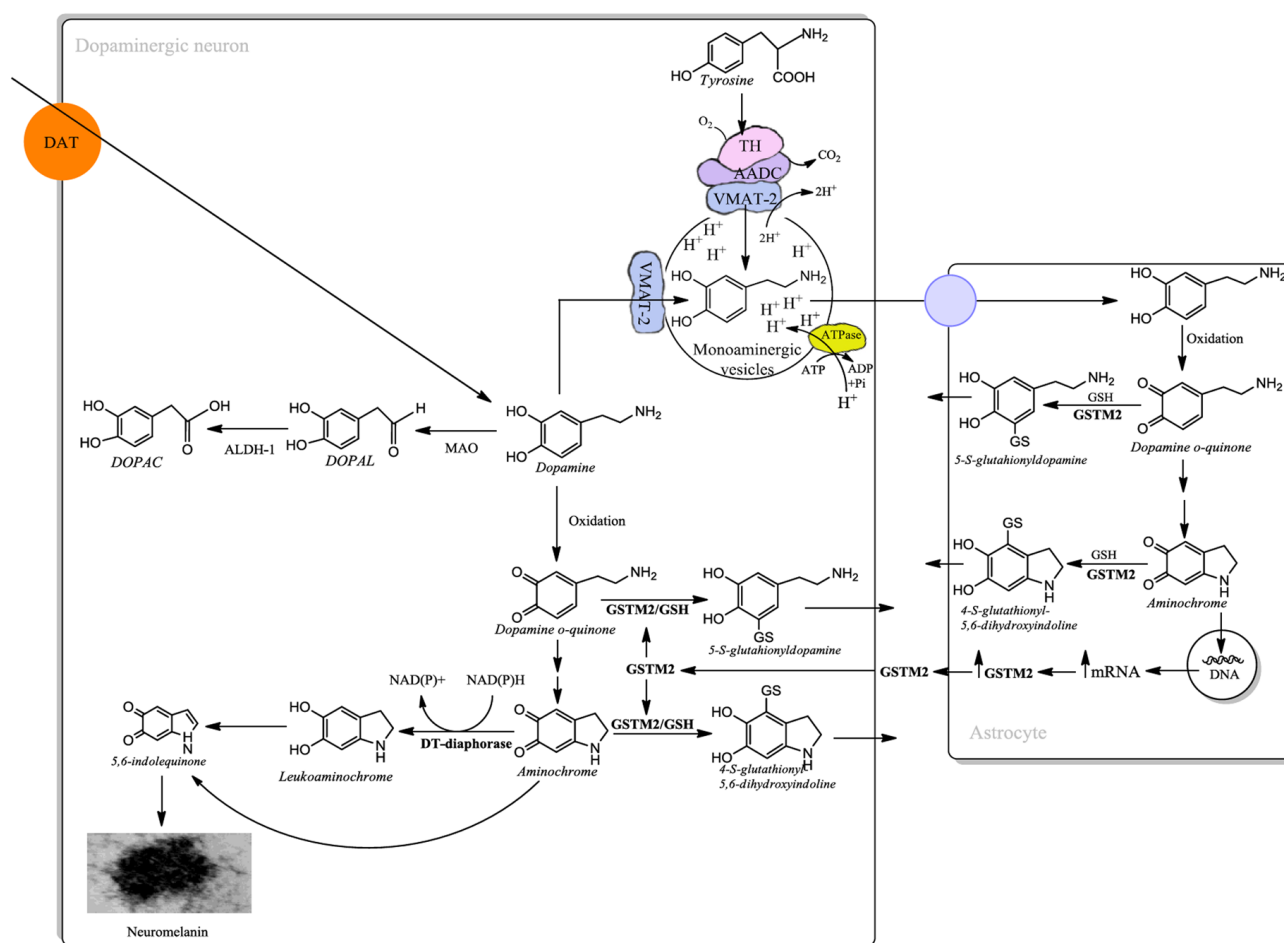 Dopaminergic neuron
NH2
HO
Tyrosine
COOH
DAT
O2
TH
AADC
CO2
VMAT-2
2H+
2H+
H+
H+
H+
H+
VMAT-2
HO
HO
NH2
H+
H+
H+
H+
Monoaminergic
vesicles
ATPase
ATP
ADP
+Pi
H+
HO
HO
NH2
Oxidation
HO
HO
NH2
GS
5-S-glutahionyldopamine
GSH
GSTM2
O
O
NH2
Dopamine o-quinone
HO
HO
OH
O
DOPAC
ALDH-1
HO
HO
H
O
DOPAL
MAO
HO
HO
NH2
Dopamine
Oxidation
O
O
NH2
Dopamine o-quinone
GSTM2/GSH
HO
HO
NH2
GS
5-S-glutahionyldopamine
GS
HO
HO
N
H
4-S-glutathionyl-
5,6-dihydroxyindoline
GSH
GSTM2
O
O
N
H
Aminochrome
GSTM2
GSTM2
GSTM2
mRNA
DNA
Astrocyte
O
O
H
N
5,6-indolequinone
HO
HO
N
H
Leukoaminochrome
NAD(P)+
NAD(P)H
DT-diaphorase
O
O
N
H
Aminochrome
GSTM2/GSH
GS
HO
HO
N
H
4-S-glutathionyl
5,6-dihydroxyindoline
Neuromelanin